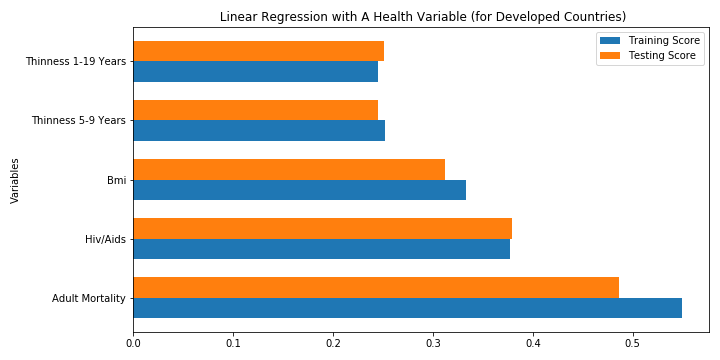 Linear Regression with A Health Variable (for Developed Countries)
Training Score
Testing Score
Thinness 1-19 Years
Thinness 5-9 Years
Bmi
Hiv/Aids
Adult Mortality
Variables
0.0 0.1 0.2 0.3 0.4 0.5